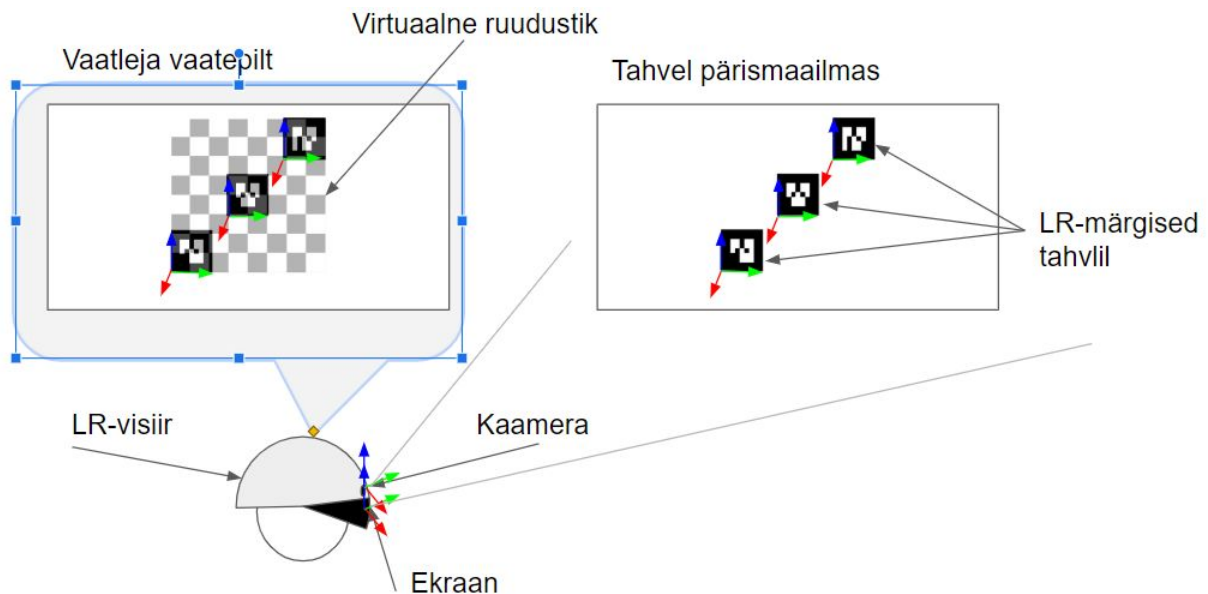 Virtuaalne ruudustik
Vaatleja vaatepilt
Tahvel pärismaailmas
LR-märgised
tahvlil
LR-visiir
Kaamera
Ekraan